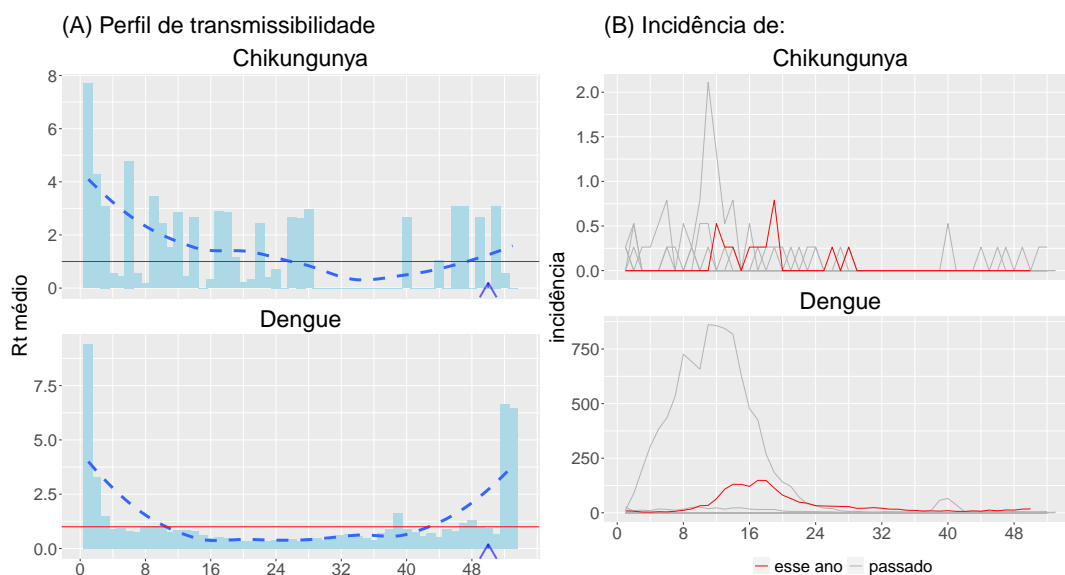 (A) Perfil de transmissibilidade
Chikungunya
8
6
4
2
0
Dengue
7.5
5.0
2.5
0.0
0 8 16 24 32 40 48
Rt médio
(B) Incidência de:
Chikungunya
2.0
1.5
1.0
0.5
0.0
Dengue
750
500
250
0
0 8 16 24 32 40 48
incidência
esse ano passado